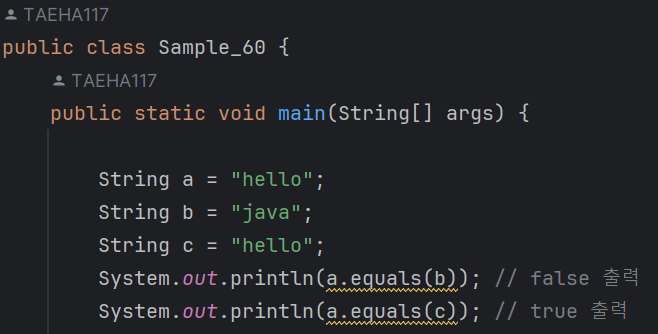 TAEHA117
public class Sample_60 {
TAEHA117
public static void main(String[] args) {
String a = "hello";
String b = "java";
String c = "hello";
System.out.println(a.equals(b)); // false 출력
System.out.println(a.equals(c)); // true 출력